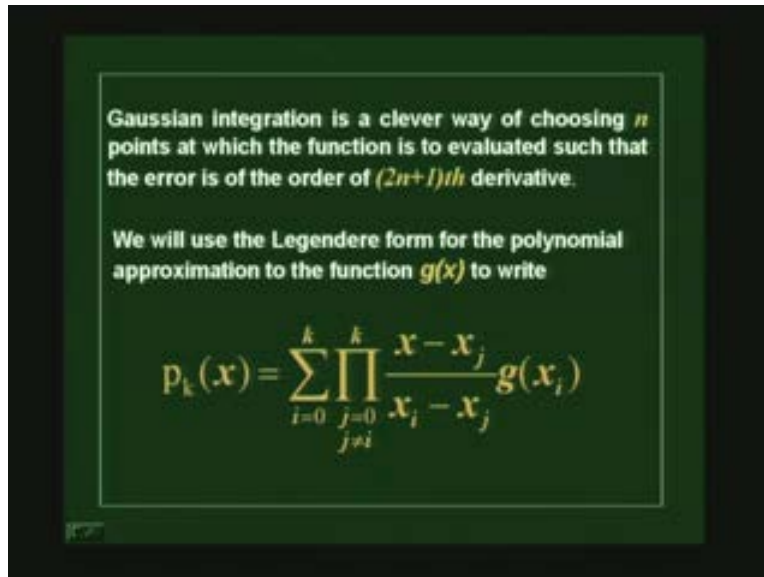 Gaussian integration is a clever way of choosing n
points at which the function is to evaluated such that
the error is of the order of (2n+1)th derivative.
We will use the Legendere form for the polynomial
approximation to the function g(x) to write
p_k(x) = ∑_{i=0}^{k} ∏_{j=0, j≠i}^{k} \frac{x - x_j}{x_i - x_j} g(x_i)